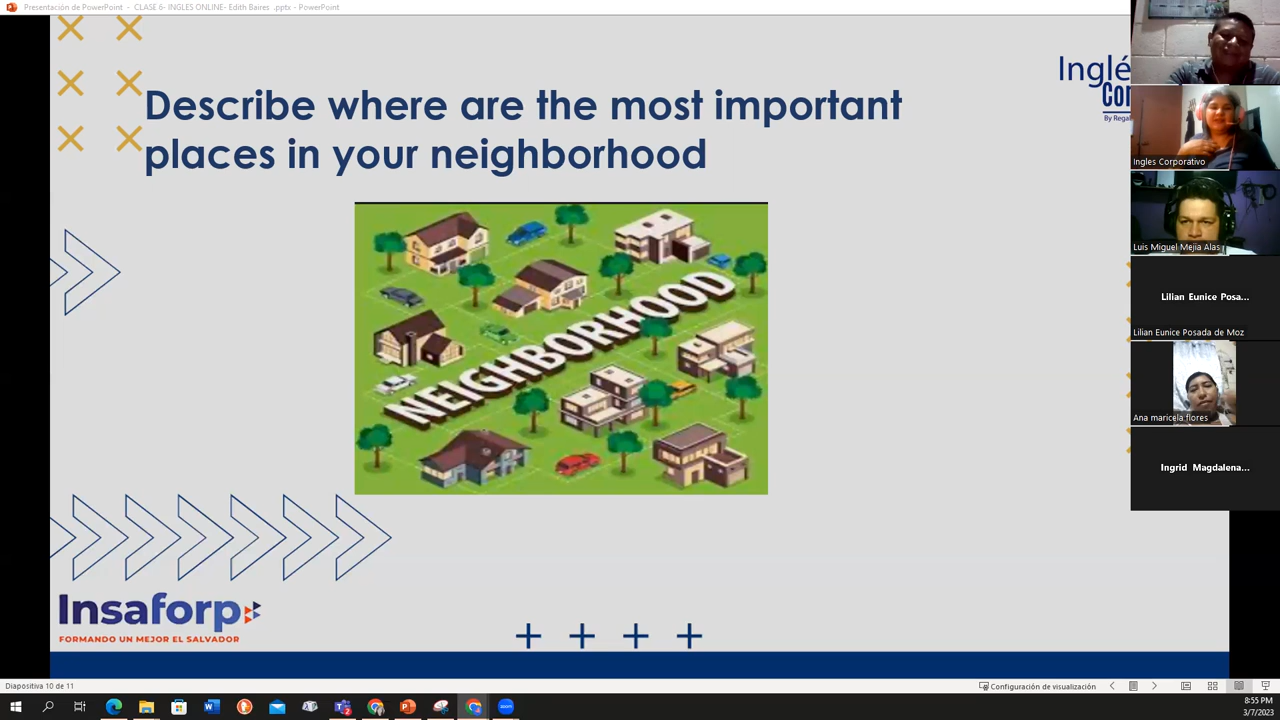 Presentación de PowerPoint - CLASE 6- INGLES ONLINE- Edith Baires .pptx - PowerPoint
Describe where are the most important
places in your neighborhood
Inglé
Cor
By Regal
NEIGHBORHOOD
Ingles Corporativo
Luis Miguel Mejia Alas
Lilian Eunice Posa...
Lilian Eunice Posada de Moz
Ana maricela flores
Ingrid Magdalena...
Insaforp
FORMANDO UN MEJOR EL SALVADOR
Diapositiva 10 de 11
Configuración de visualización
zoom
8:55 PM
3/7/2023